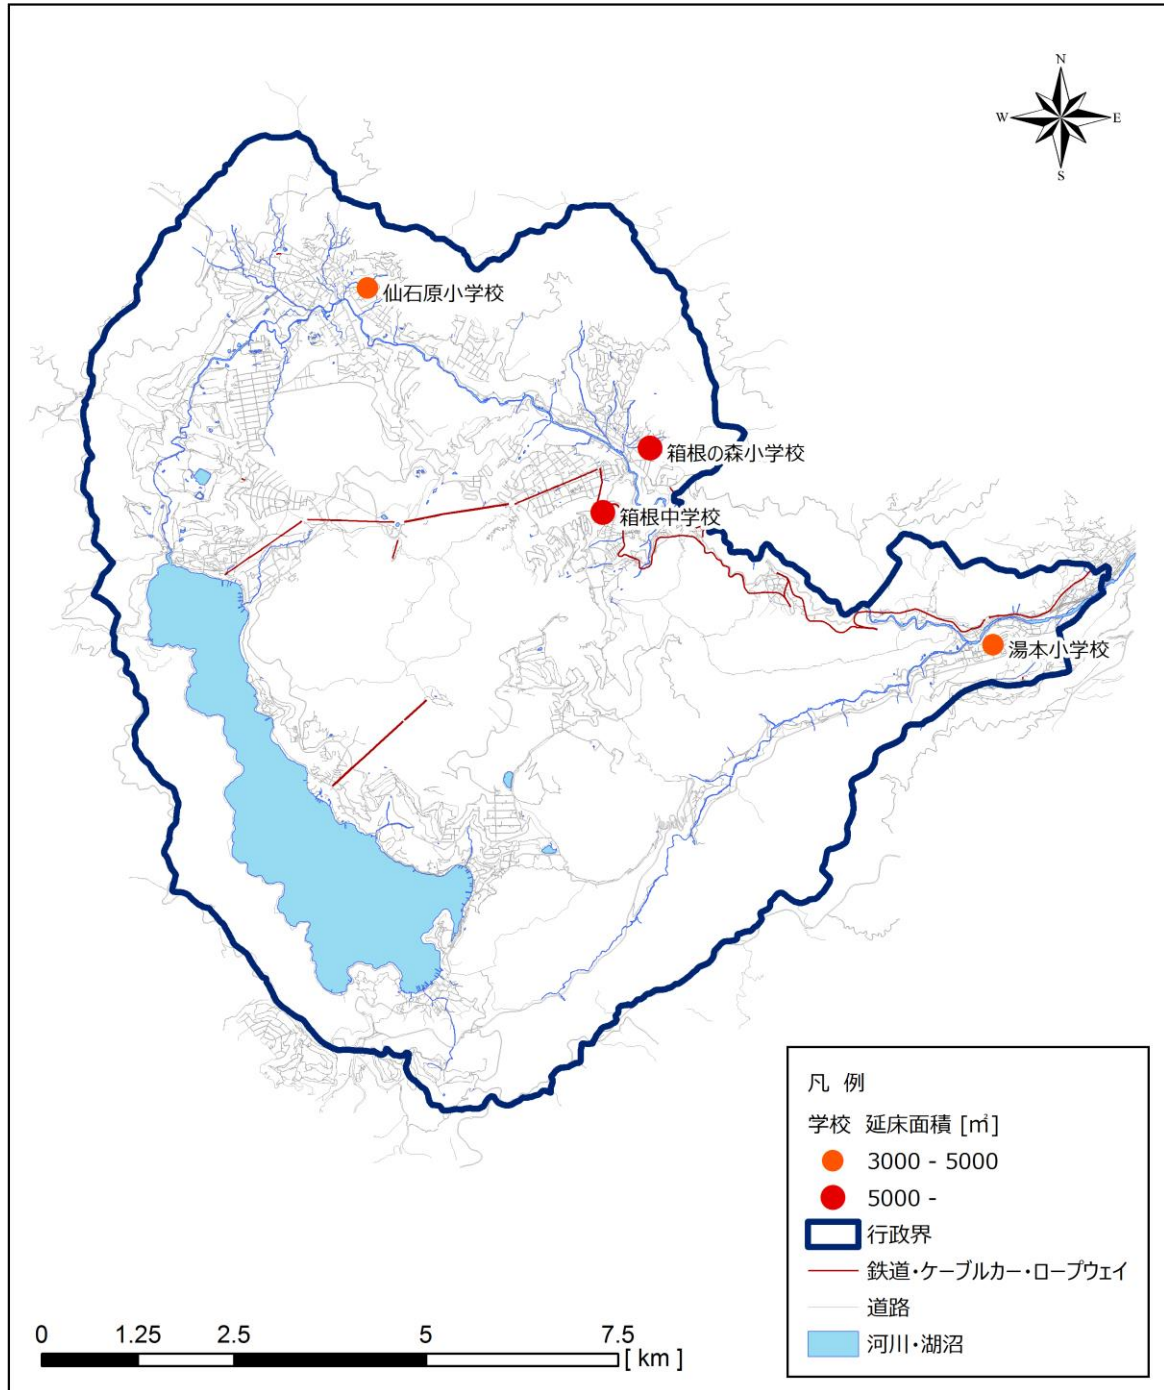 N
W E
S
仙石原小学校
箱根の森小学校
箱根中学校
湯本小学校
凡 例
学校 延床面積 [㎡]
3000 - 5000
5000 -
行政界
鉄道・ケーブルカー・ロープウェイ
道路
河川・湖沼
0 1.25 2.5 5 7.5
[ km ]